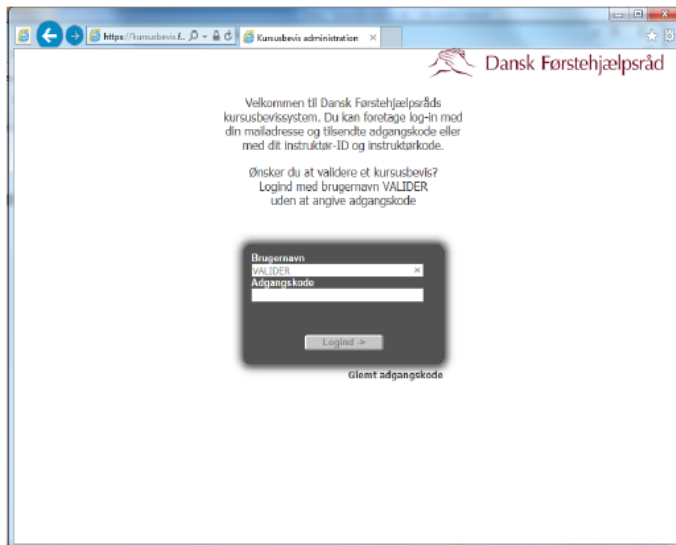 https://kursusbevis.f..
Kursusbevis administration
Dansk Førstehjælpsråd
Velkommen til Dansk Førstehjælpsråds
kursusbevissystem. Du kan foretage log-in med
din mailadresse og tilsendte adgangskode eller
med dit instruktør-ID og instruktørkode.
Ønsker du at validere et kursusbevis?
Logind med brugernavn VALIDER
uden at angive adgangskode
Brugernavn
VALIDER
Adgangskode
Logind ->
Glemt adgangskode